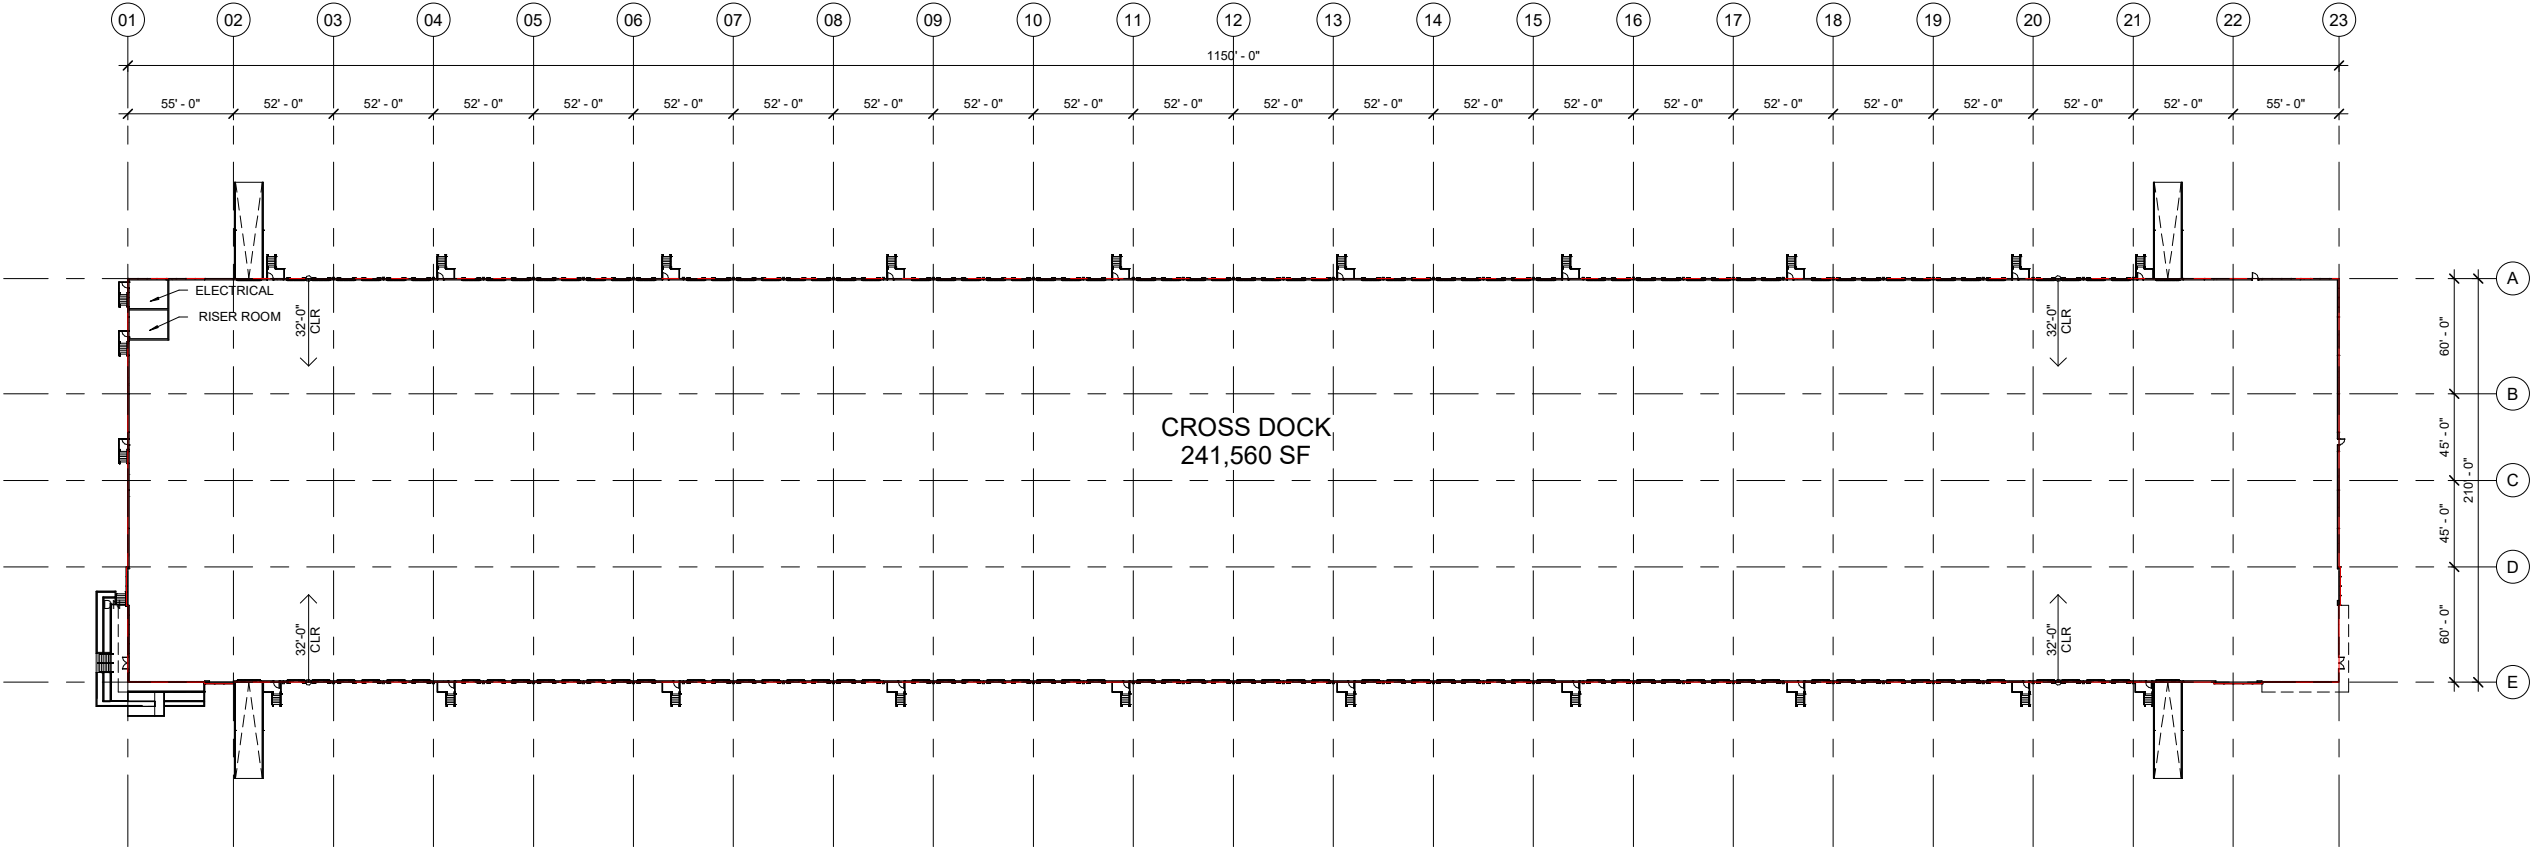 01 02 03 04 05 06 07 08 09 10 11 12 13 14 15 16 17 18 19 20 21 22 23
1150' - 0"
55' - 0" 52' - 0" 52' - 0" 52' - 0" 52' - 0" 52' - 0" 52' - 0" 52' - 0" 52' - 0" 52' - 0" 52' - 0" 52' - 0" 52' - 0" 52' - 0" 52' - 0" 52' - 0" 52' - 0" 52' - 0" 52' - 0" 52' - 0" 52' - 0" 55' - 0"
A
ELECTRICAL
RISER ROOM
32'-0"
CLR
32'-0"
CLR
60' - 0"
B
CROSS DOCK
241,560 SF
45' - 0"
C
210' - 0"
45' - 0"
D
DN
32'-0"
CLR
32'-0"
CLR
60' - 0"
E